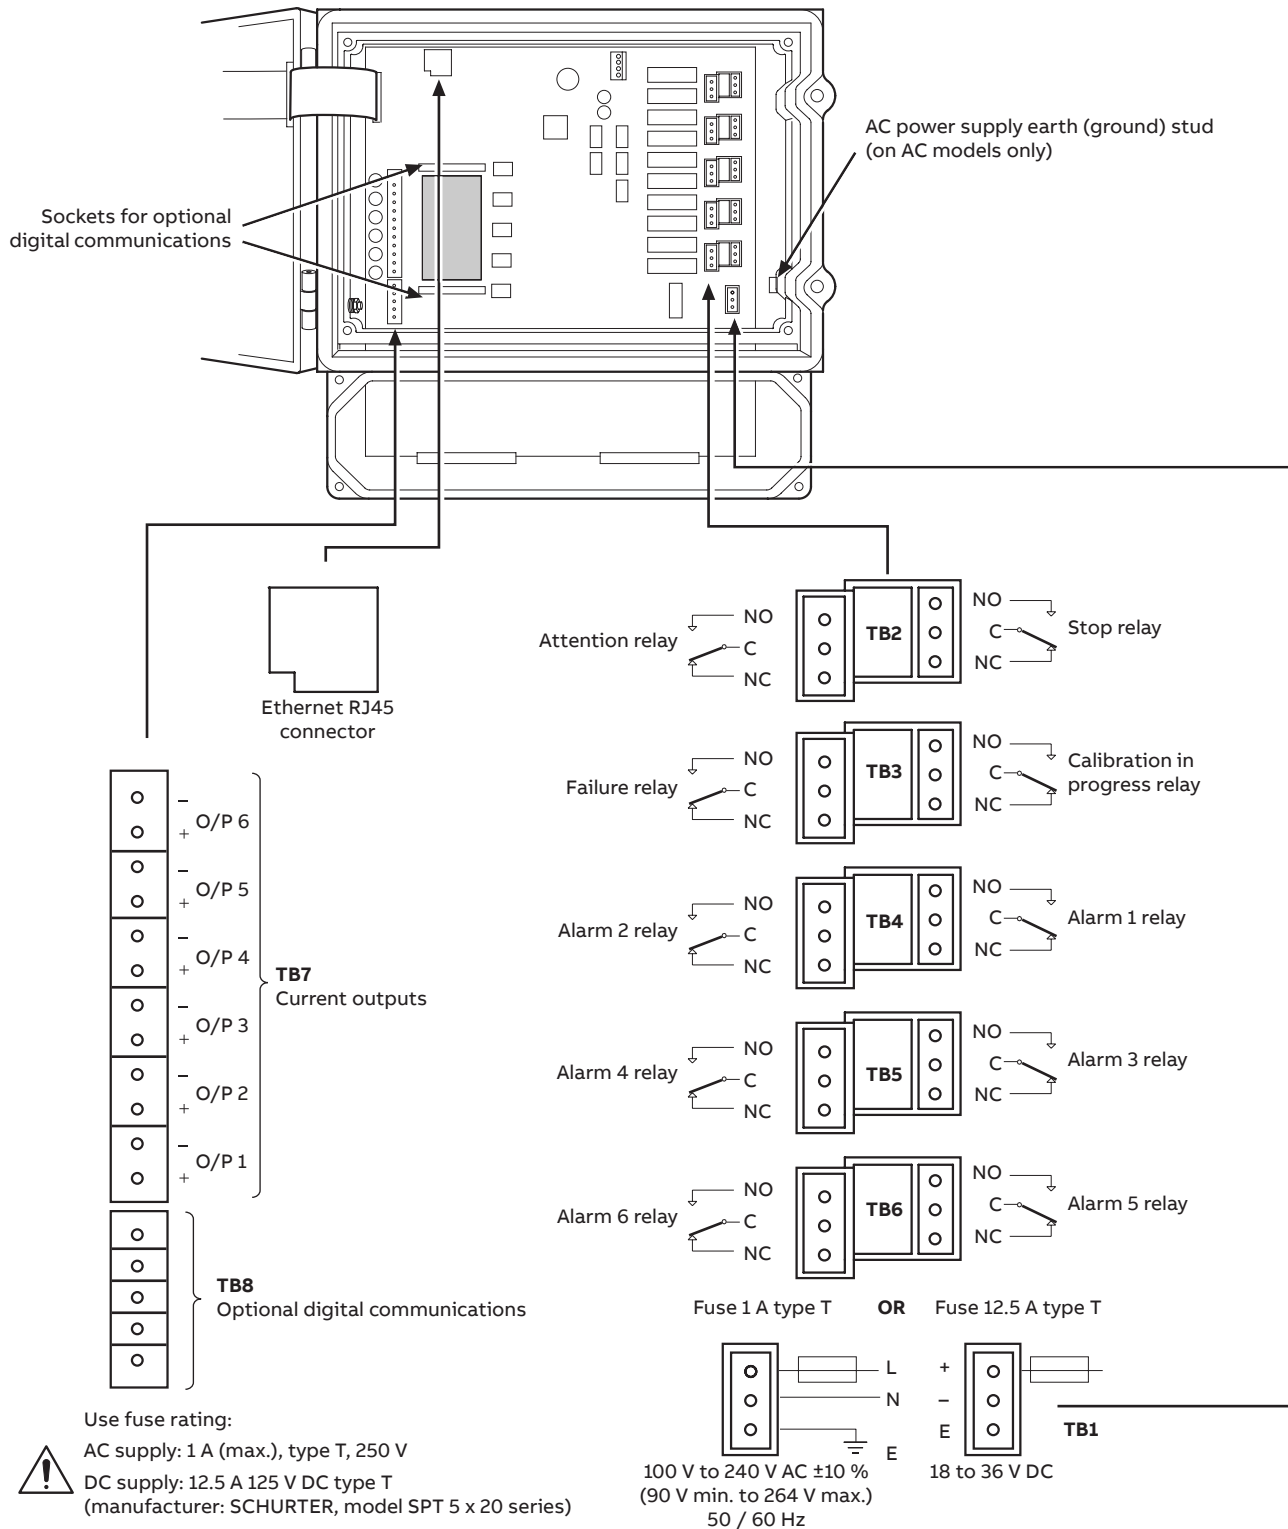 AC power supply earth (ground) stud
(on AC models only)
Sockets for optional
digital communications
Ethernet RJ45
connector
Attention relay
NO
C
NC
TB2
NO
C
NC
Stop relay
Failure relay
NO
C
NC
TB3
NO
C
NC
Calibration in
progress relay
Alarm 2 relay
NO
C
NC
TB4
NO
C
NC
Alarm 1 relay
Alarm 4 relay
NO
C
NC
TB5
NO
C
NC
Alarm 3 relay
Alarm 6 relay
NO
C
NC
TB6
NO
C
NC
Alarm 5 relay
– O/P 6
+
– O/P 5
+
– O/P 4
+
– O/P 3
+
– O/P 2
+
– O/P 1
+
TB7
Current outputs
TB8
Optional digital communications
Fuse 1 A type T OR Fuse 12.5 A type T
L
N
E
+
–
E
TB1
100 V to 240 V AC ±10 %
(90 V min. to 264 V max.)
50 / 60 Hz
18 to 36 V DC
Use fuse rating:
AC supply: 1 A (max.), type T, 250 V
DC supply: 12.5 A 125 V DC type T
(manufacturer: SCHURTER, model SPT 5 x 20 series)